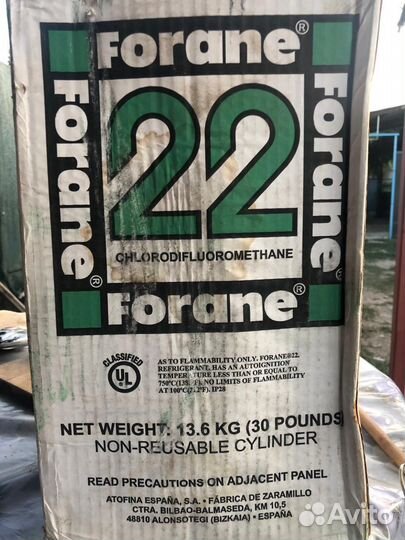 Forane®
Forane
22
Forane®
CHLORODIFLUOROMETHANE
Forane®
CLASSIFIED
UL
®
AS TO FLAMMABILITY ONLY. FORANE®22.
REFRIGERANT, HAS AN AUTOIGNITION
TEMPERATURE LESS THAN OR EQUAL TO
NO LIMITS OF FLAMMABILITY
AT 100°C IP28
NET WEIGHT: 13.6 KG (30 POUNDS)
NON-REUSABLE CYLINDER
READ PRECAUTIONS ON ADJACENT PANEL
ATOFINA ESPAÑA, S.A. • FÁBRICA DE ZARAMILLO
CTRA. BILBAO-BALMASEDA, KM 10,5
48810 ALONSOTEGI (BIZKAIA) • ESPAÑA
Avito